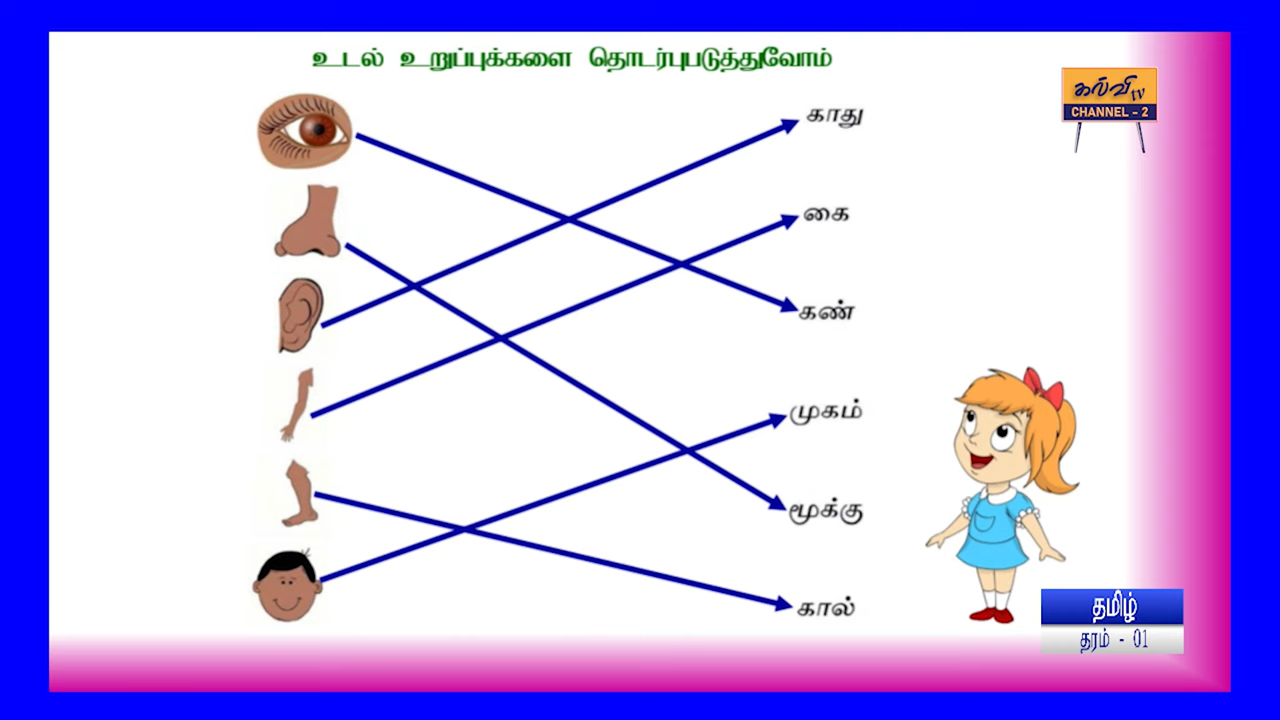 உடல் உறுப்புக்களை தொடர்புபடுத்துவோம்
கல்வி tv
CHANNEL - 2
காது
கை
கண்
முகம்
மூக்கு
கால்
தமிழ்
தரம் - 01